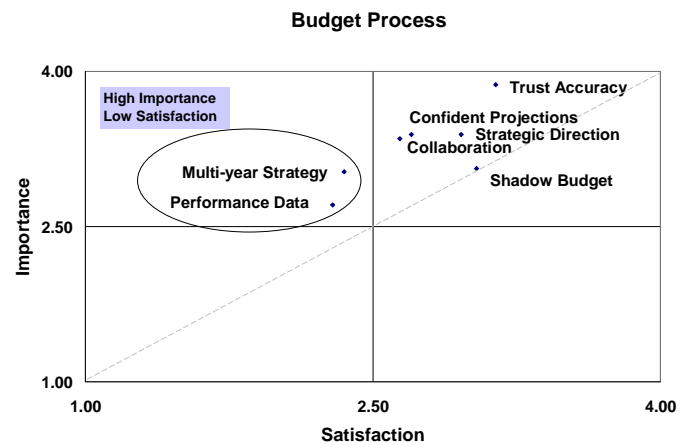 Budget Process
4.00
High Importance
Low Satisfaction
Trust Accuracy
Confident Projections
Strategic Direction
Collaboration
Multi-year Strategy
Shadow Budget
Performance Data
Importance
2.50
1.00
1.00
2.50
4.00
Satisfaction